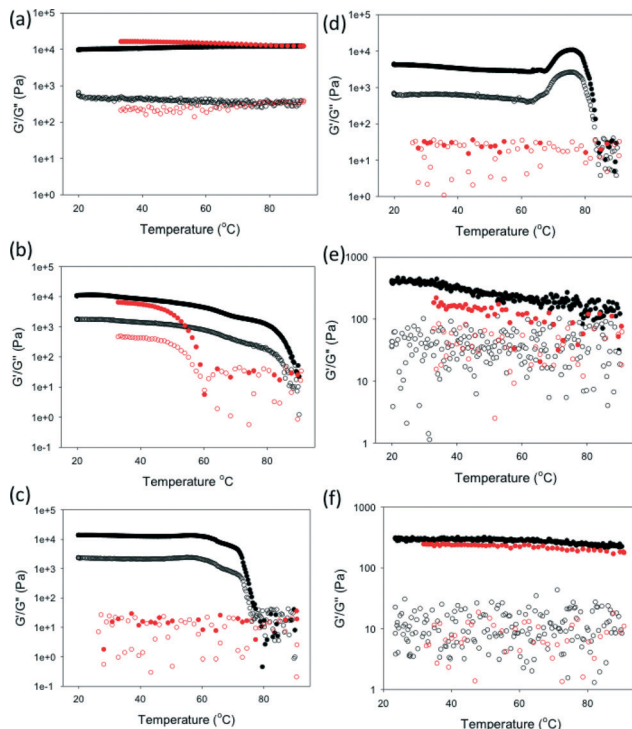 (a)
1e+5
1e+4
1e+3
1e+2
1e+1
1e+0
G'/G" (Pa)
20 40 60 80
Temperature (°C)
(b)
1e+5
1e+4
1e+3
1e+2
1e+1
1e+0
1e-1
G'/G" (Pa)
20 40 60 80
Temperature °C
(c)
1e+5
1e+4
1e+3
1e+2
1e+1
1e+0
1e-1
G'/G" (Pa)
20 40 60 80
Temperature (°C)
(d)
1e+5
1e+4
1e+3
1e+2
1e+1
1e+0
G'/G" (Pa)
20 40 60 80
Temperature (°C)
(e)
1000
100
10
1
G'/G" (Pa)
20 40 60 80
Temperature (°C)
(f)
1000
100
10
1
G'/G" (Pa)
20 40 60 80
Temperature (°C)